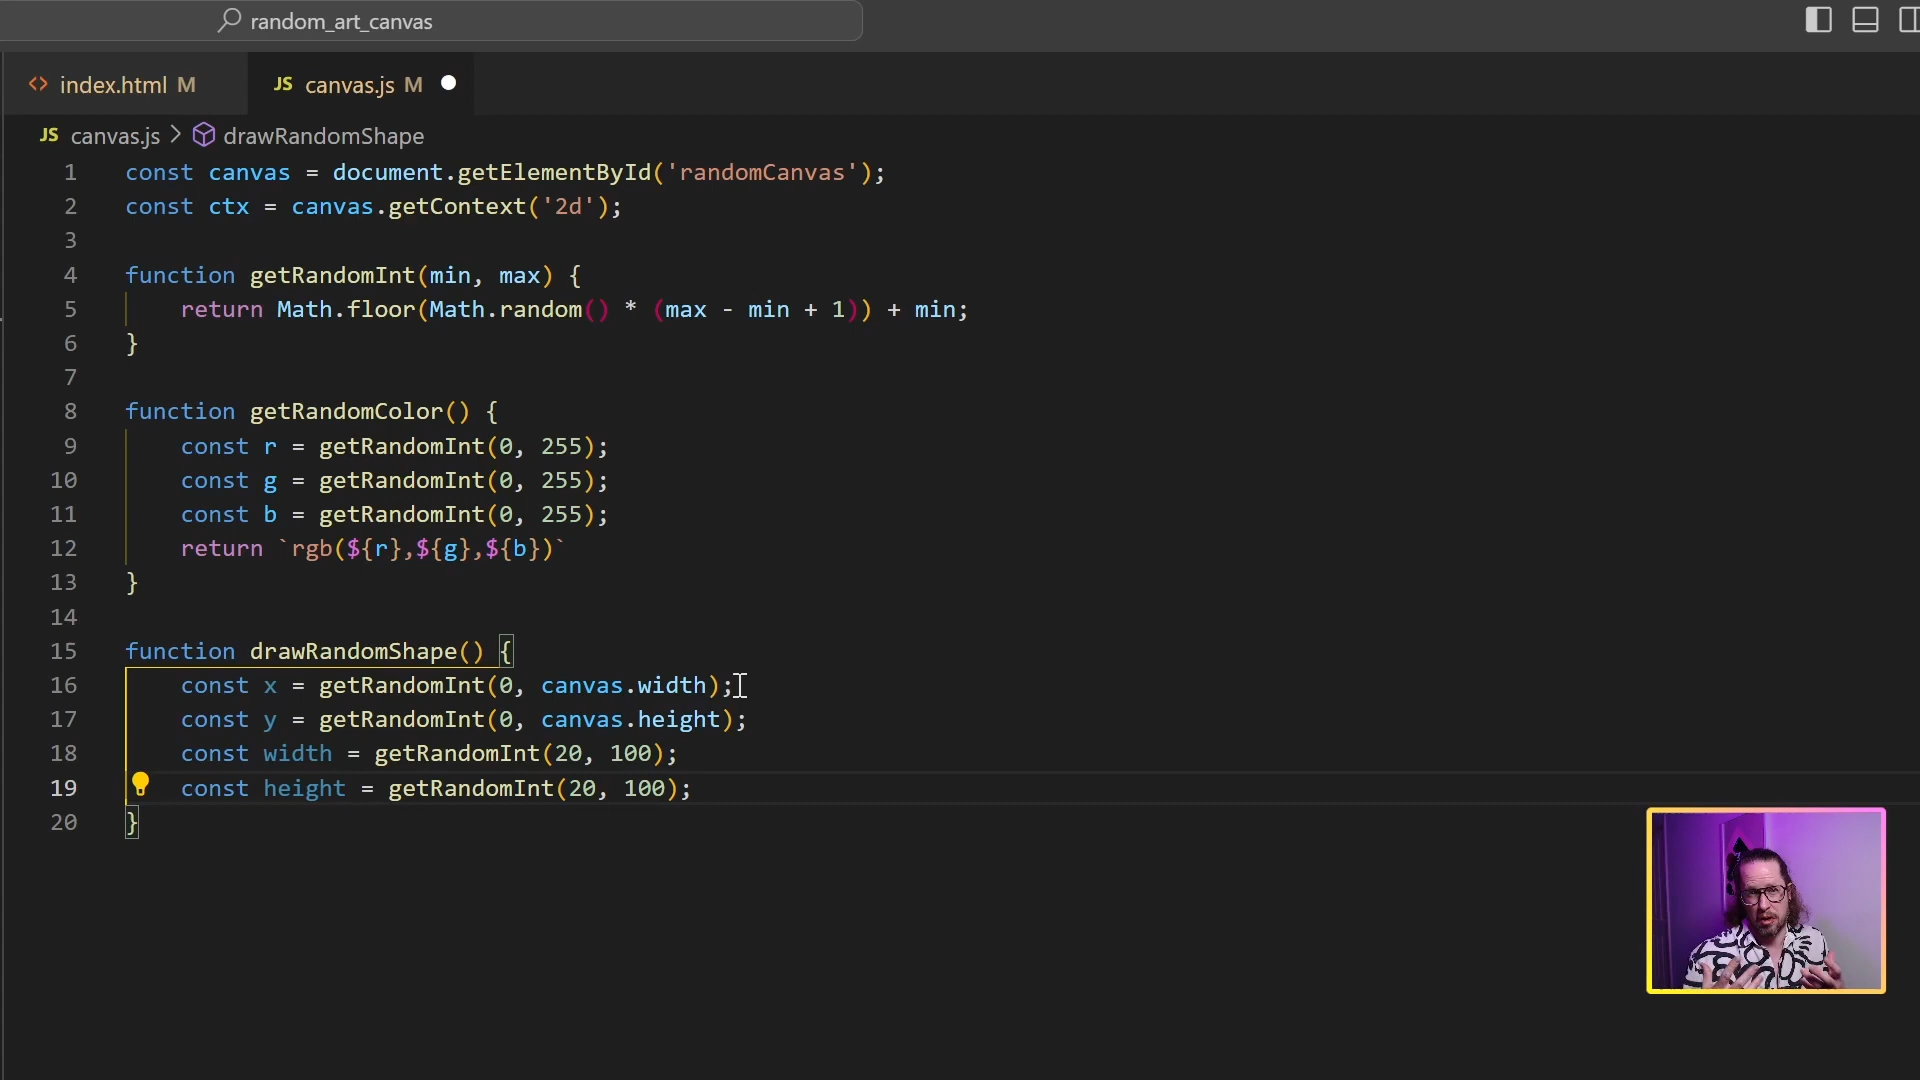 random_art_canvas
index.html M
JS canvas.js M
JS canvas.js > drawRandomShape
1 const canvas = document.getElementById('randomCanvas');
2 const ctx = canvas.getContext('2d');
3
4 function getRandomInt(min, max) {
5 return Math.floor(Math.random() * (max - min + 1)) + min;
6 }
7
8 function getRandomColor() {
9 const r = getRandomInt(0, 255);
10 const g = getRandomInt(0, 255);
11 const b = getRandomInt(0, 255);
12 return `rgb(${r},${g},${b})`
13 }
14
15 function drawRandomShape() {
16 const x = getRandomInt(0, canvas.width);
17 const y = getRandomInt(0, canvas.height);
18 const width = getRandomInt(20, 100);
19 const height = getRandomInt(20, 100);
20 }